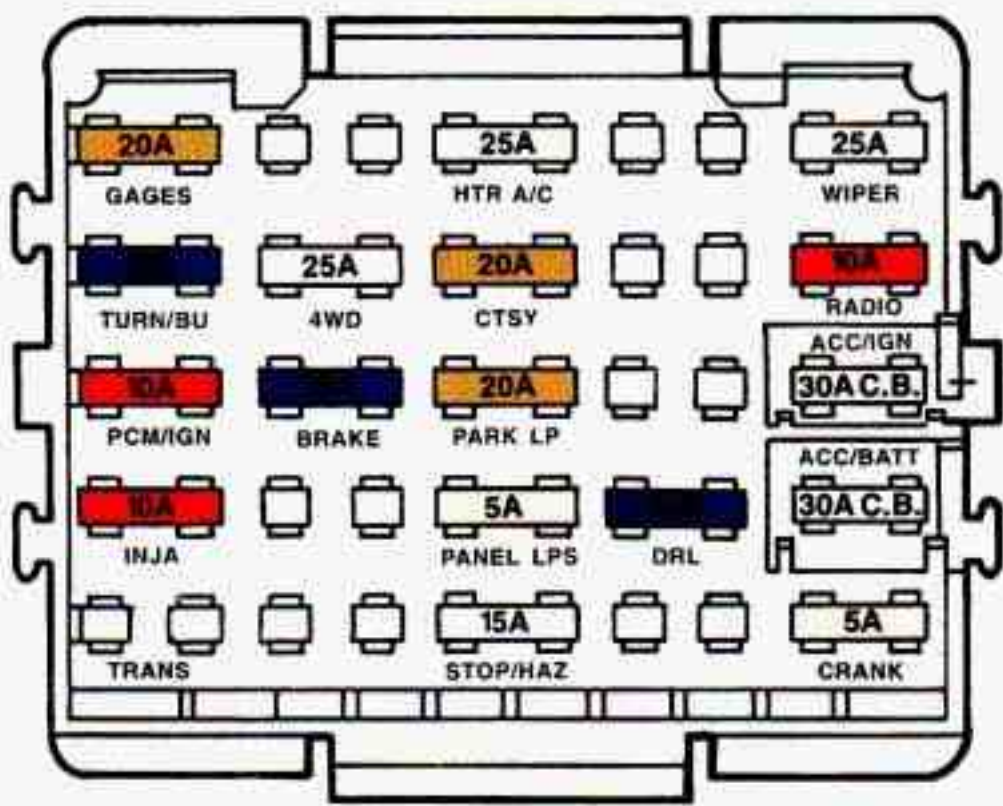 20A 25A 25A
GAGES HTR A/C WIPER
25A 20A 10A
TURN/BU 4WD CTSY RADIO
ACC/IGN
10A 20A 30A C.B.
PCM/IGN BRAKE PARK LP
ACC/BATT
10A 5A 30A C.B.
INJA PANEL LPS DRL
15A 5A
TRANS STOP/HAZ CRANK